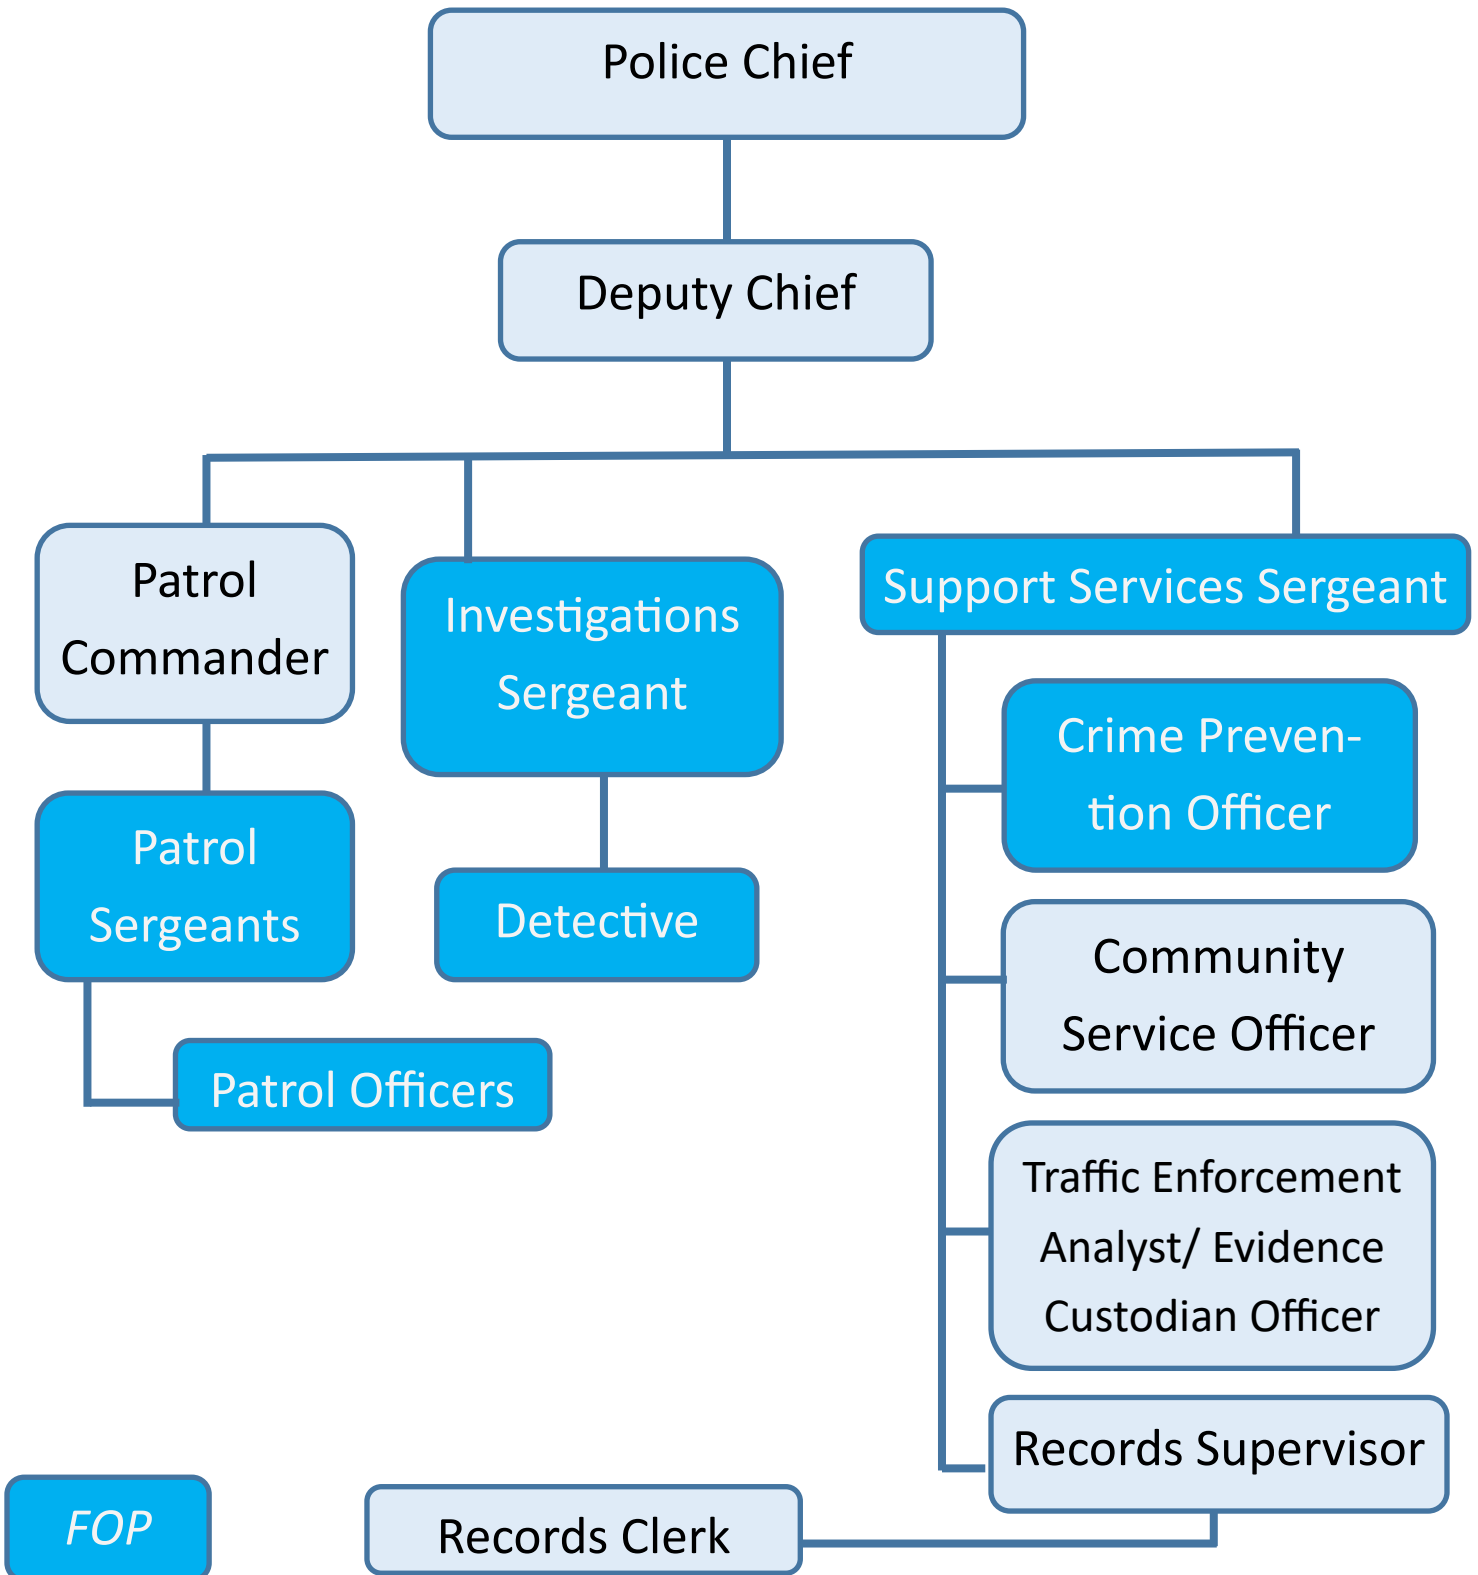 Police Chief
Deputy Chief
Patrol
Commander
Investigations
Sergeant
Support Services Sergeant
Patrol
Sergeants
Detective
Patrol Officers
Crime Preven-
tion Officer
Community
Service Officer
Traffic Enforcement
Analyst/ Evidence
Custodian Officer
Records Supervisor
Records Clerk
FOP